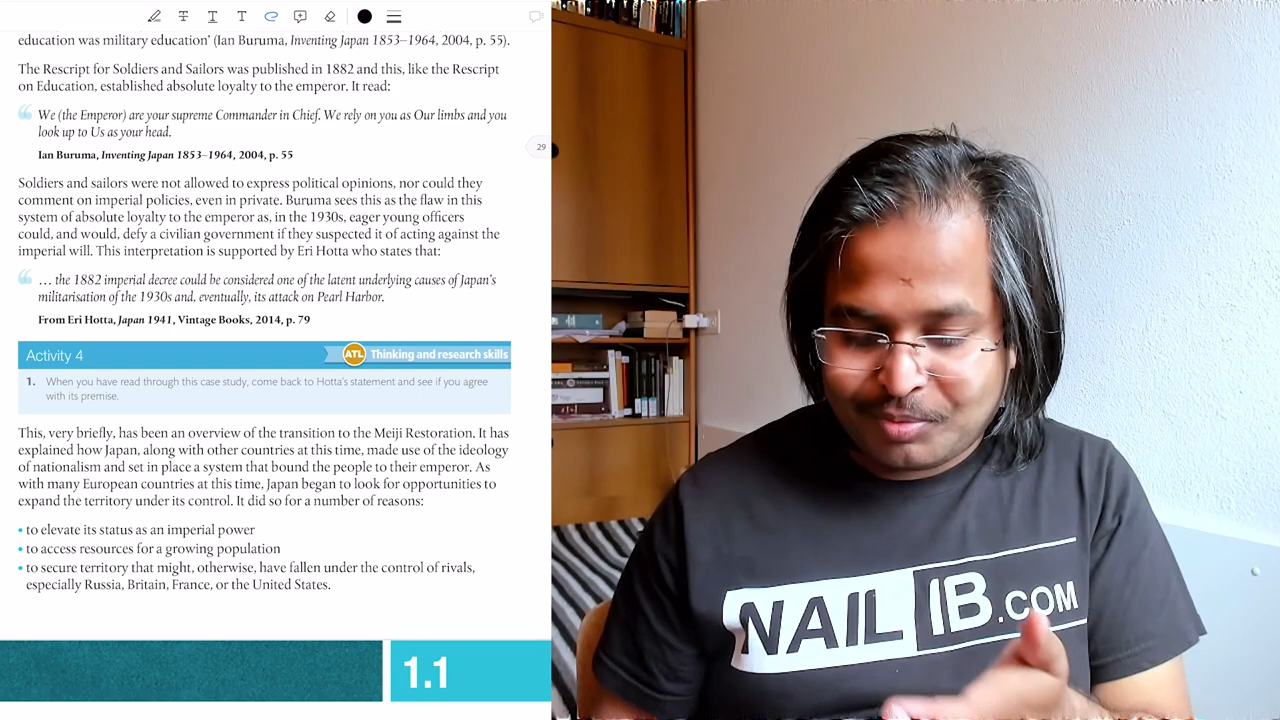 education was military education' (Ian Buruma, Inventing Japan 1853–1964, 2004, p. 55).
The Rescript for Soldiers and Sailors was published in 1882 and this, like the Rescript
on Education, established absolute loyalty to the emperor. It read:
We (the Emperor) are your supreme Commander in Chief. We rely on you as Our limbs and you
look up to Us as your head.
Ian Buruma, Inventing Japan 1853–1964, 2004, p. 55
29
Soldiers and sailors were not allowed to express political opinions, nor could they
comment on imperial policies, even in private. Buruma sees this as the flaw in this
system of absolute loyalty to the emperor as, in the 1930s, eager young officers
could, and would, defy a civilian government if they suspected it of acting against the
imperial will. This interpretation is supported by Eri Hotta who states that:
… the 1882 imperial decree could be considered one of the latent underlying causes of Japan's
militarisation of the 1930s and, eventually, its attack on Pearl Harbor.
From Eri Hotta, Japan 1941, Vintage Books, 2014, p. 79
Activity 4
ATL Thinking and research skills
1. When you have read through this case study, come back to Hotta's statement and see if you agree
with its premise.
This, very briefly, has been an overview of the transition to the Meiji Restoration. It has
explained how Japan, along with other countries at this time, made use of the ideology
of nationalism and set in place a system that bound the people to their emperor. As
with many European countries at this time, Japan began to look for opportunities to
expand the territory under its control. It did so for a number of reasons:
• to elevate its status as an imperial power
• to access resources for a growing population
• to secure territory that might, otherwise, have fallen under the control of rivals,
especially Russia, Britain, France, or the United States.
1.1
NAIL IB.COM